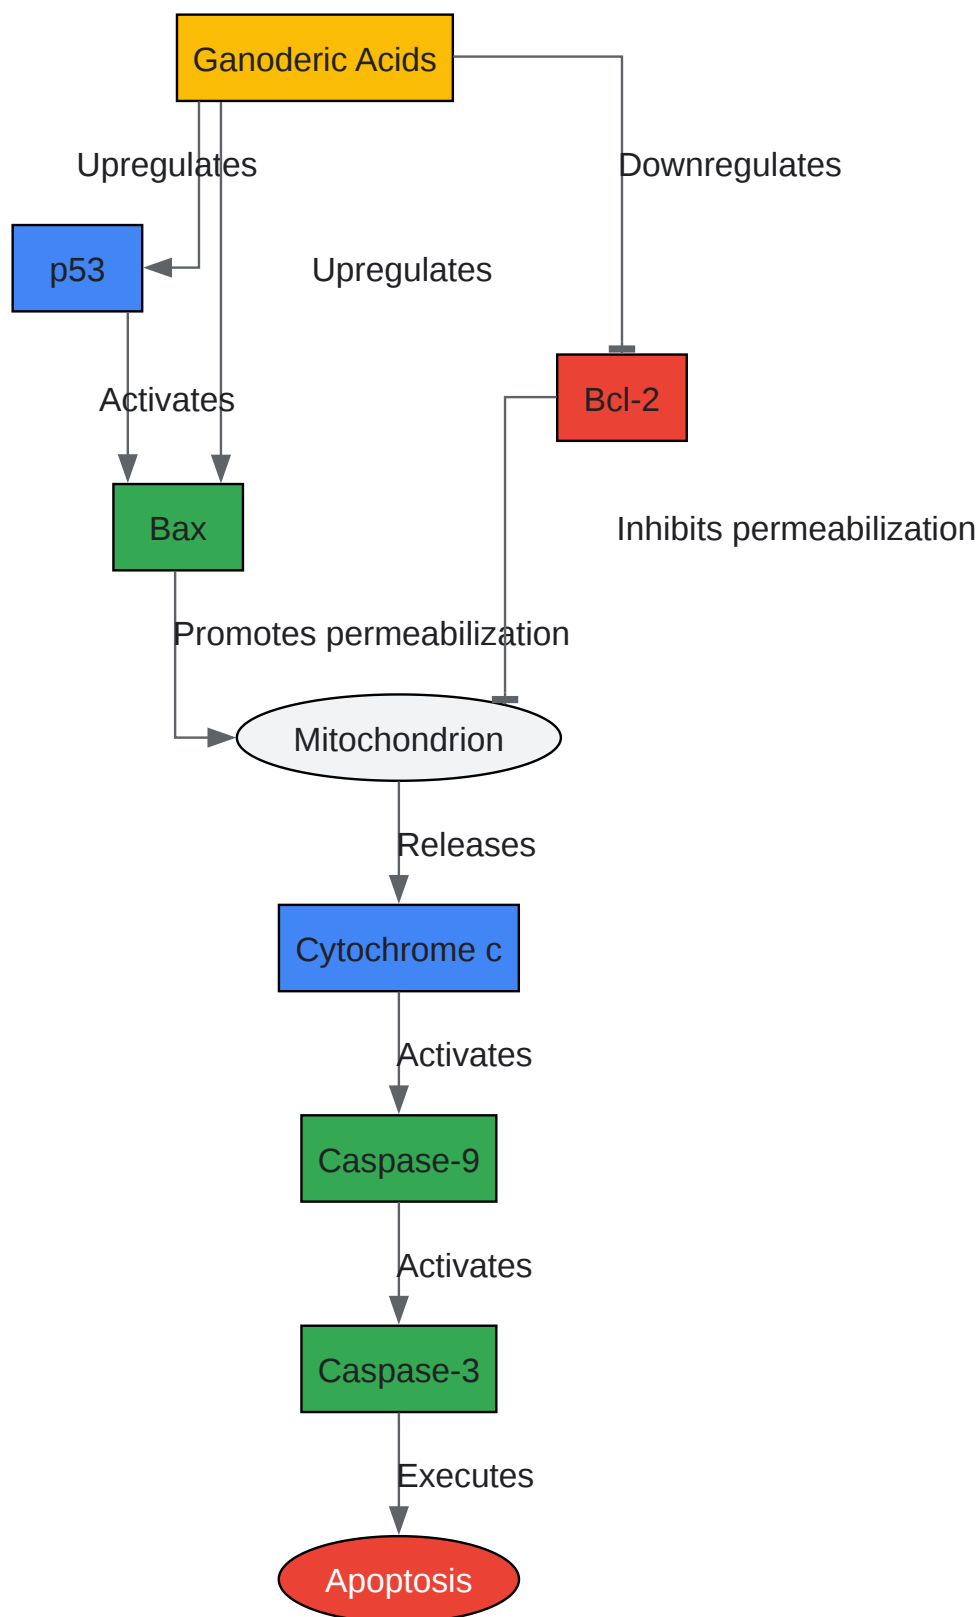 Ganoderic Acids
Upregulates
Downregulates
p53
Upregulates
Activates
Bcl-2
Bax
Inhibits permeabilization
Promotes permeabilization
Mitochondrion
Releases
Cytochrome c
Activates
Caspase-9
Activates
Caspase-3
Executes
Apoptosis